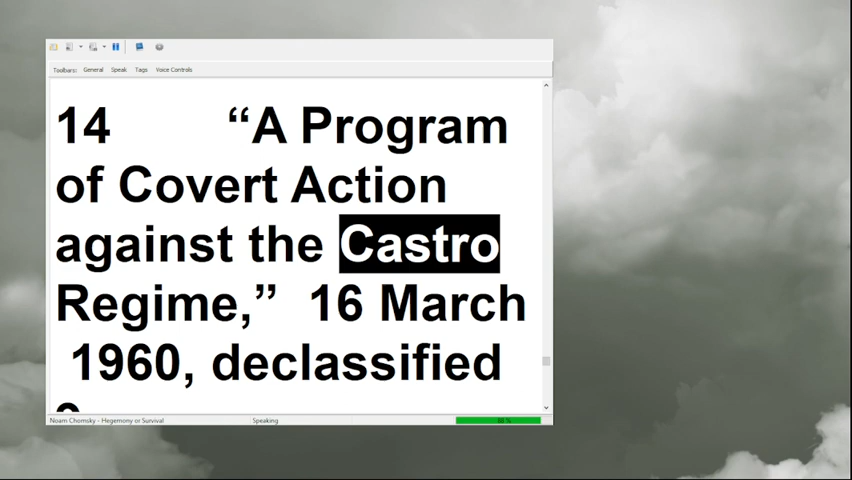 Toolbars: General Speak Tags Voice Controls
14 “A Program
of Covert Action
against the Castro
Regime,” 16 March
1960, declassified
Noam Chomsky - Hegemony or Survival Speaking 88 %